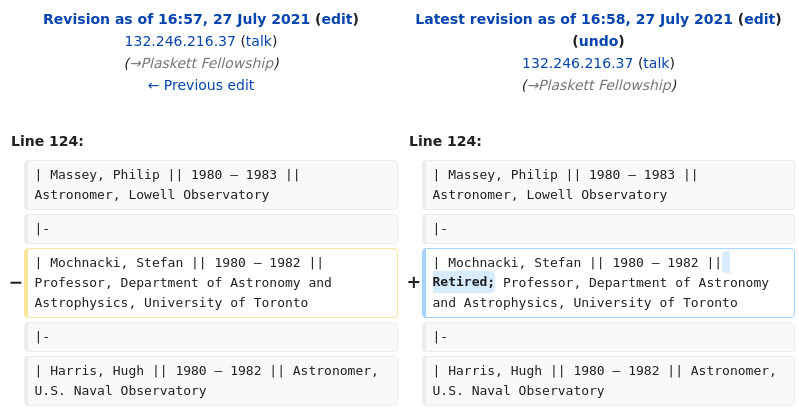 Revision as of 16:57, 27 July 2021 (edit)
132.246.216.37 (talk)
(→Plaskett Fellowship)
← Previous edit
Latest revision as of 16:58, 27 July 2021 (edit)
(undo)
132.246.216.37 (talk)
(→Plaskett Fellowship)
Line 124:
Line 124:
| Massey, Philip || 1980 – 1983 ||
Astronomer, Lowell Observatory
| Massey, Philip || 1980 – 1983 ||
Astronomer, Lowell Observatory
|-
|-
−
| Mochnacki, Stefan || 1980 – 1982 ||
Professor, Department of Astronomy and
Astrophysics, University of Toronto
+
| Mochnacki, Stefan || 1980 – 1982 ||
Retired; Professor, Department of Astronomy
and Astrophysics, University of Toronto
|-
|-
| Harris, Hugh || 1980 – 1982 || Astronomer,
U.S. Naval Observatory
| Harris, Hugh || 1980 – 1982 || Astronomer,
U.S. Naval Observatory